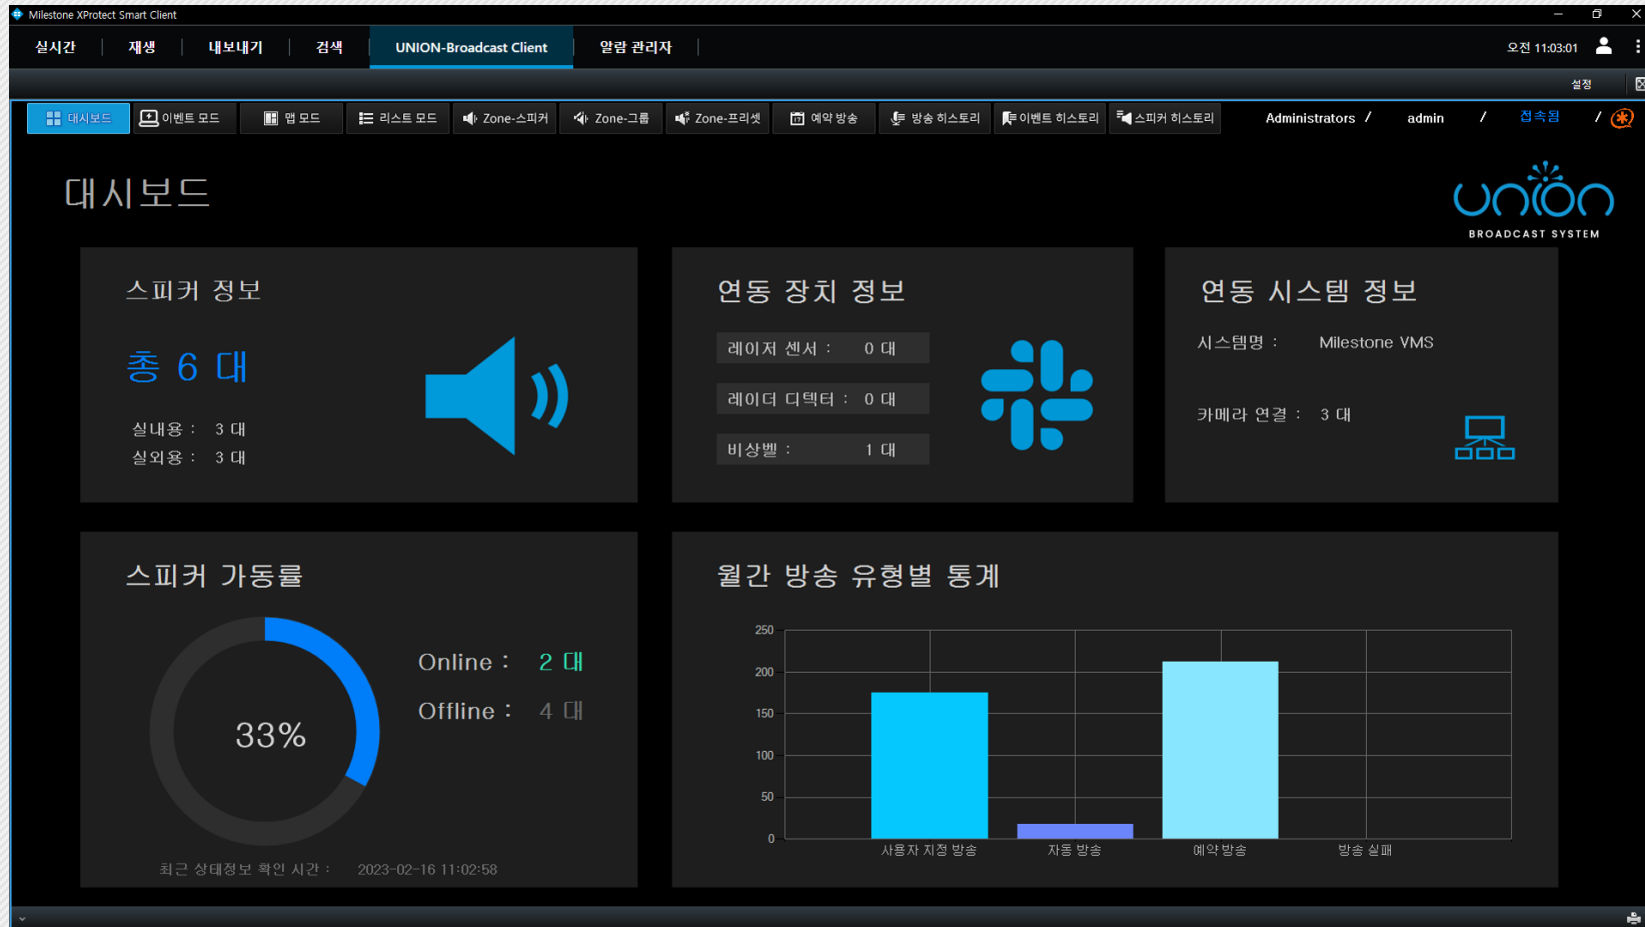 Milestone XProtect Smart Client
실시간 재생 내보내기 검색 UNION-Broadcast Client 알람 관리자 오전 11:03:01
설정
대시보드 이벤트 모드 맵 모드 리스트 모드 Zone-스피커 Zone-그룹 Zone-프리셋 예약 방송 방송 히스토리 이벤트 히스토리 스피커 히스토리 Administrators / admin / 접속됨 /
대시보드
union
BROADCAST SYSTEM
스피커 정보
총 6 대
실내용 : 3 대
실외용 : 3 대
연동 장치 정보
레이저 센서 : 0 대
레이더 디텍터 : 0 대
비상벨 : 1 대
연동 시스템 정보
시스템명 : Milestone VMS
카메라 연결 : 3 대
스피커 가동률
33%
Online : 2 대
Offline : 4 대
최근 상태정보 확인 시간 : 2023-02-16 11:02:58
월간 방송 유형별 통계
250
200
150
100
50
0
사용자 지정 방송 자동 방송 예약 방송 방송 실패